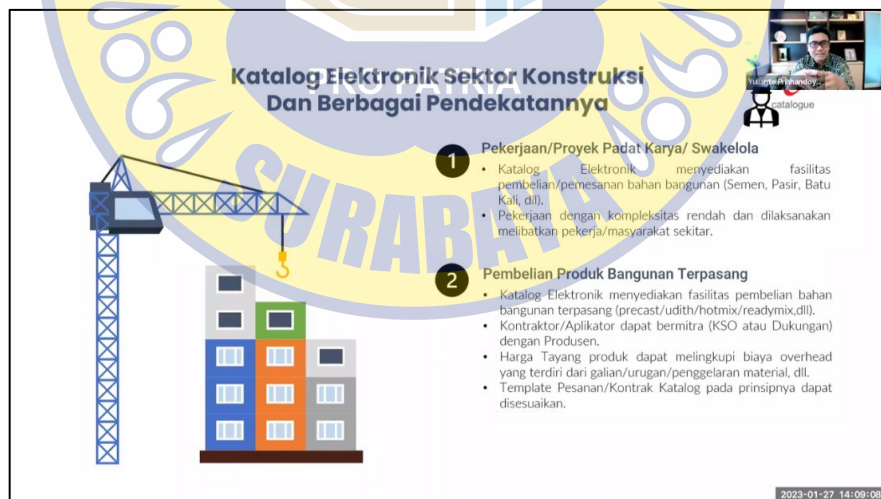 Katalog Elektronik Sektor Konstruksi
Dan Berbagai Pendekatannya
PRO PATRIA
SURABAYA
catalogue
1
Pekerjaan/Proyek Padat Karya/ Swakelola
• Katalog Elektronik menyediakan fasilitas
pembelian/pemesanan bahan bangunan (Semen, Pasir, Batu
Kali, dll).
• Pekerjaan dengan kompleksitas rendah dan dilaksanakan
melibatkan pekerja/masyarakat sekitar.
2
Pembelian Produk Bangunan Terpasang
• Katalog Elektronik menyediakan fasilitas pembelian bahan
bangunan terpasang (precast/udith/hotmix/readymix,dll).
• Kontraktor/Aplikator dapat bermitra (KSO atau Dukungan)
dengan Produsen.
• Harga Tayang produk dapat melingkupi biaya overhead
yang terdiri dari galian/urugan/penggelaran material, dll.
• Template Pesanan/Kontrak Katalog pada prinsipnya dapat
disesuaikan.
2023-01-27 14:09:08